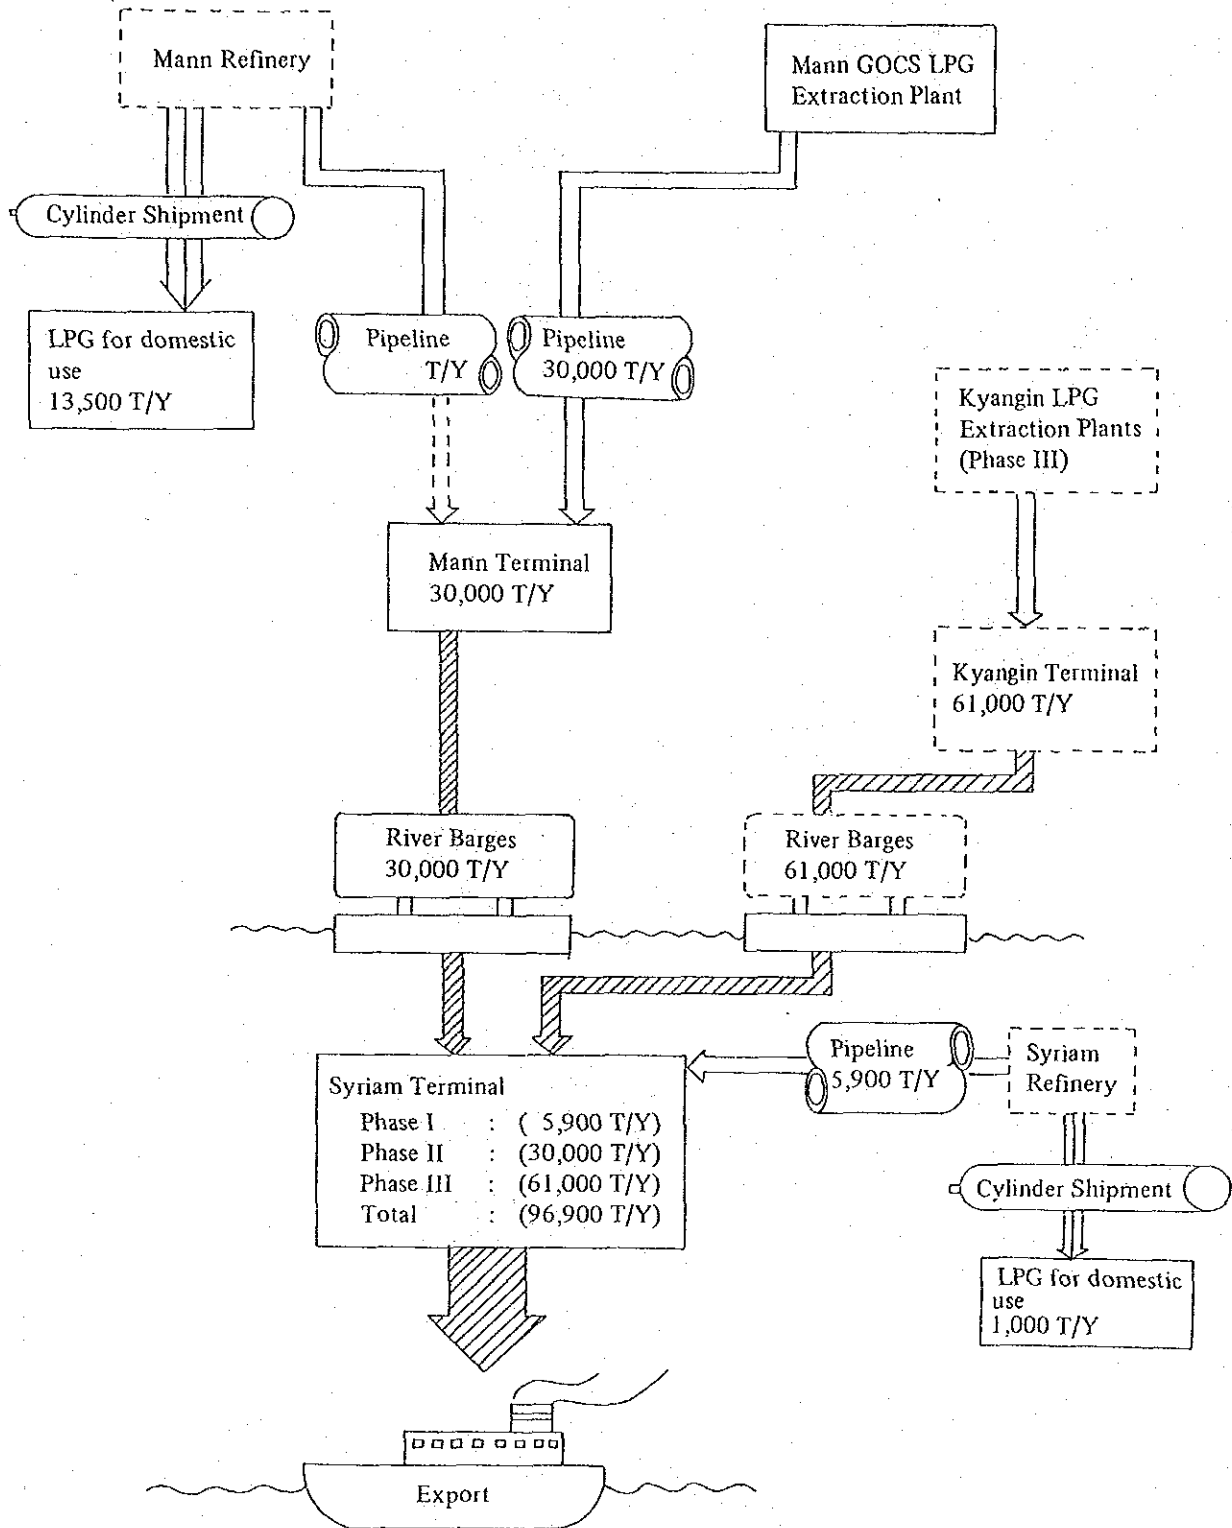 Mann Refinery
Mann GOCS LPG
Extraction Plant
Cylinder Shipment
LPG for domestic
use
13,500 T/Y
Pipeline
T/Y
Pipeline
30,000 T/Y
Kyangin LPG
Extraction Plants
(Phase III)
Mann Terminal
30,000 T/Y
Kyangin Terminal
61,000 T/Y
River Barges
30,000 T/Y
River Barges
61,000 T/Y
Pipeline
5,900 T/Y
Syriam
Refinery
Syriam Terminal
Phase I : ( 5,900 T/Y)
Phase II : (30,000 T/Y)
Phase III : (61,000 T/Y)
Total : (96,900 T/Y)
Cylinder Shipment
LPG for domestic
use
1,000 T/Y
Export